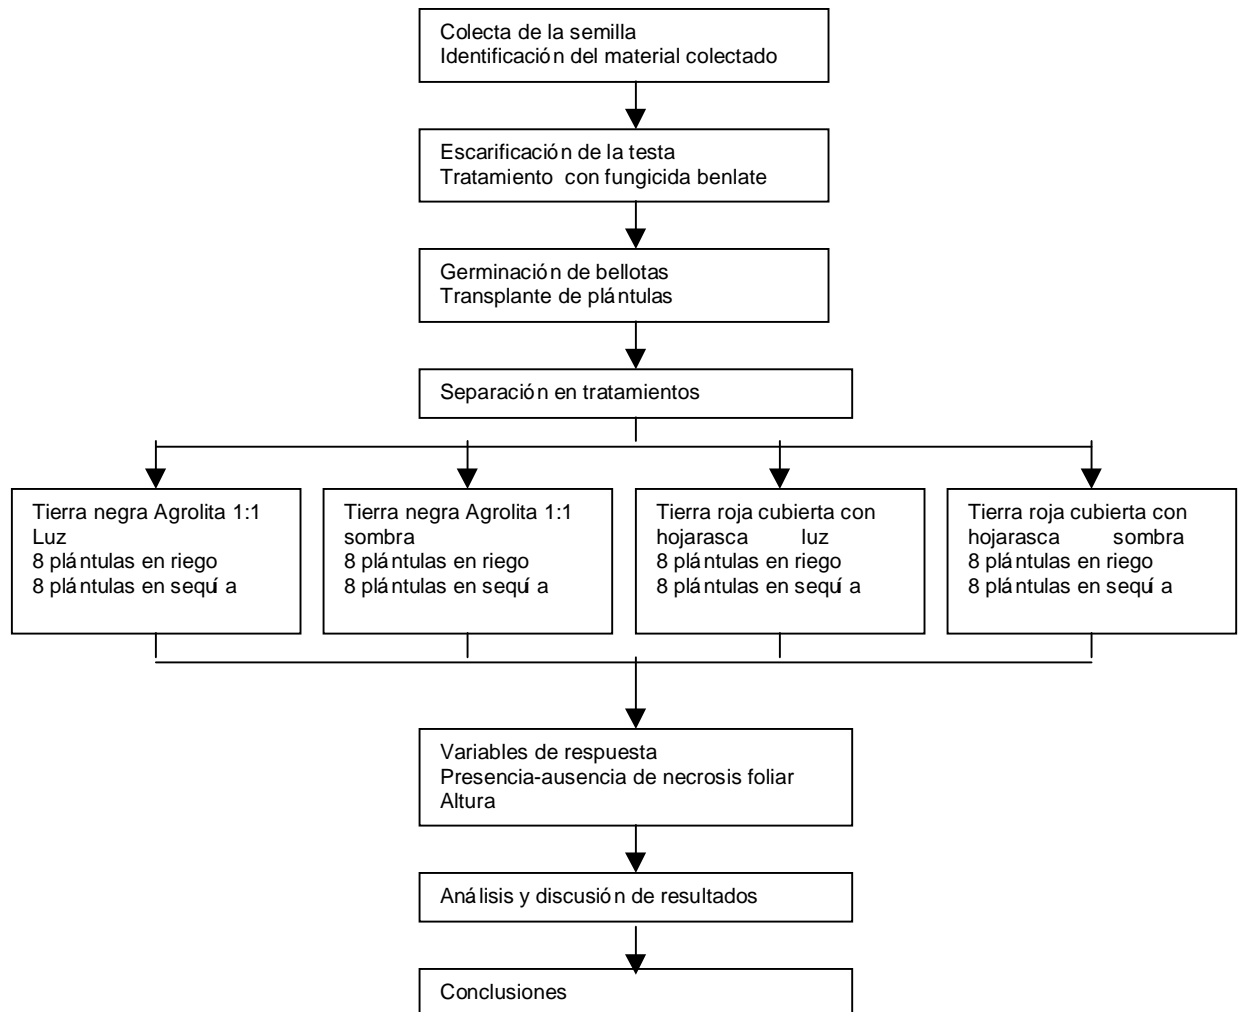 Colecta de la semilla
Identificación del material colectado
Escarificación de la testa
Tratamiento con fungicida benlate
Germinación de bellotas
Transplante de plántulas
Separación en tratamientos
Tierra negra Agrolita 1:1
Luz
8 plántulas en riego
8 plántulas en sequía
Tierra negra Agrolita 1:1
sombra
8 plántulas en riego
8 plántulas en sequía
Tierra roja cubierta con
hojarasca luz
8 plántulas en riego
8 plántulas en sequía
Tierra roja cubierta con
hojarasca sombra
8 plántulas en riego
8 plántulas en sequía
Variables de respuesta
Presencia-ausencia de necrosis foliar
Altura
Análisis y discusión de resultados
Conclusiones